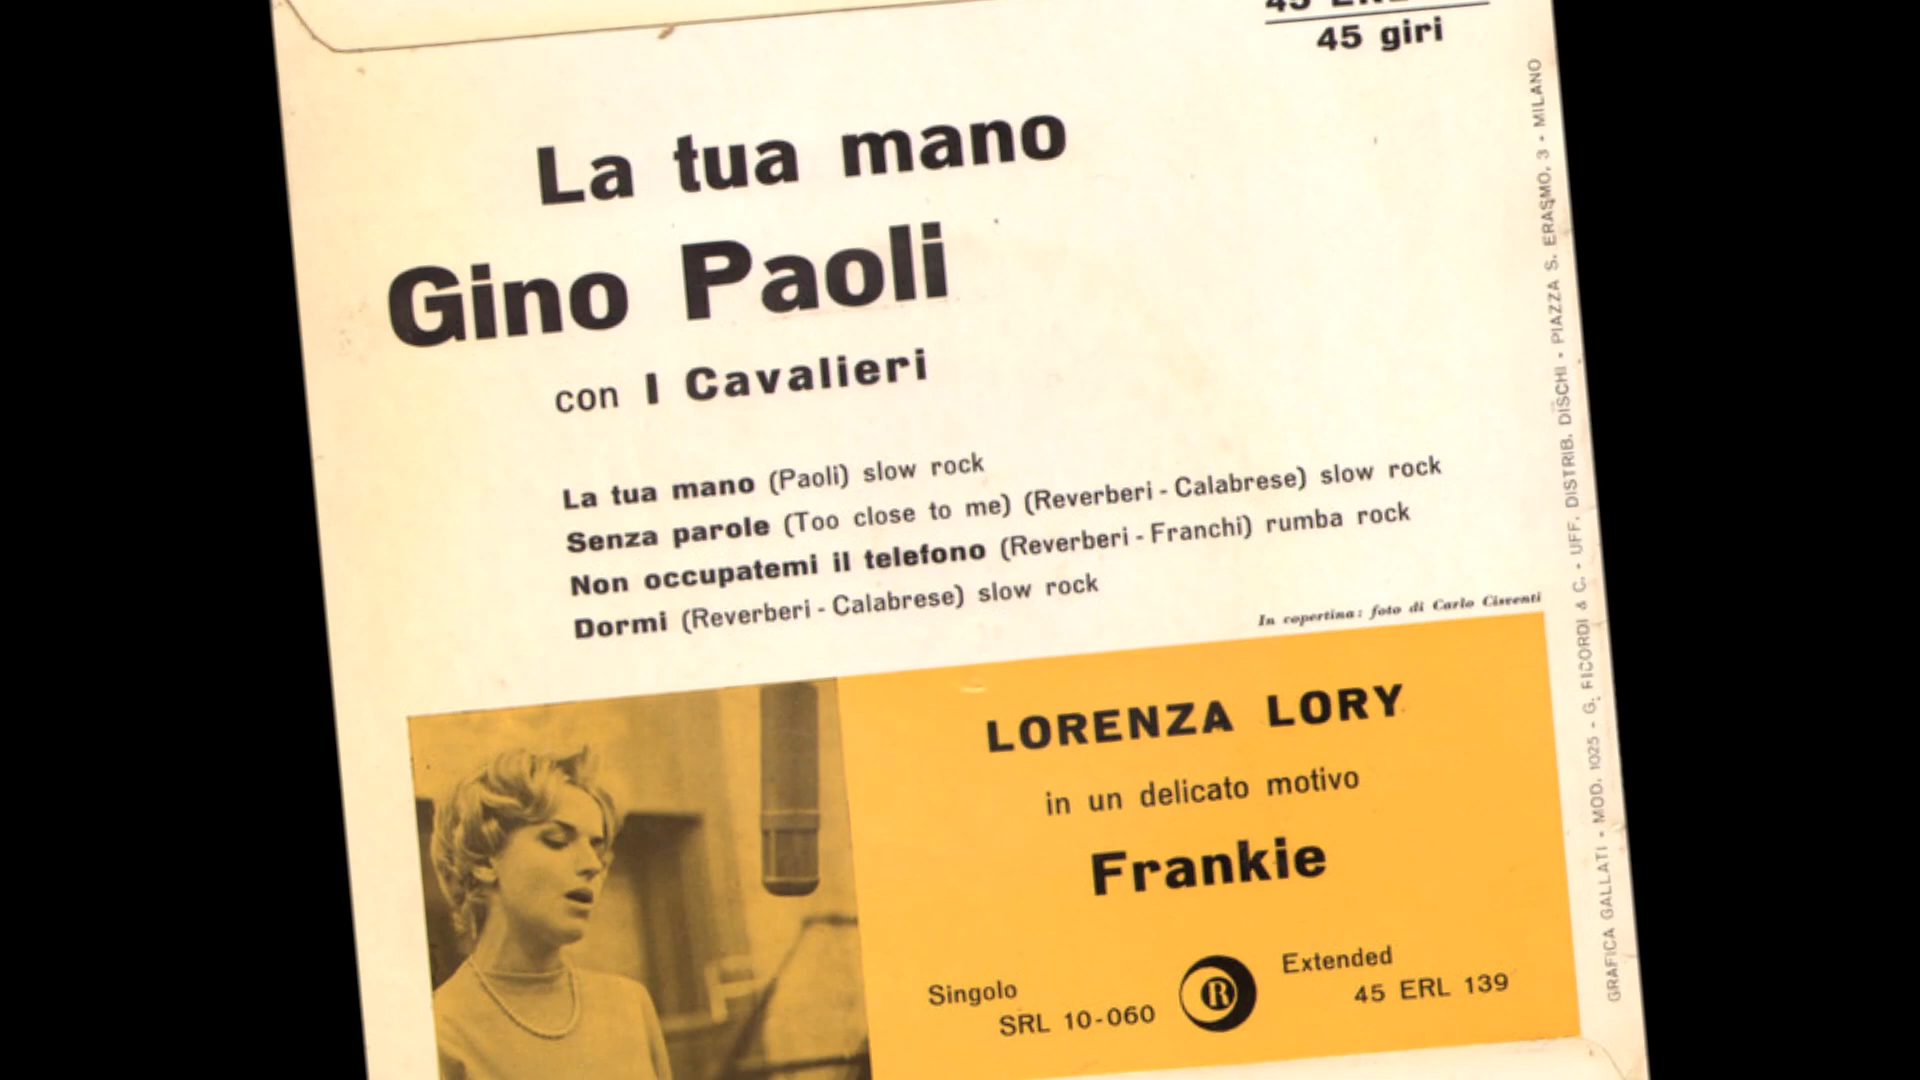 45 giri
La tua mano
Gino Paoli
con I Cavalieri
La tua mano (Paoli) slow rock
Senza parole (Too close to me) (Reverberi - Calabrese) slow rock
Non occupatemi il telefono (Reverberi - Franchi) rumba rock
Dormi (Reverberi - Calabrese) slow rock
In copertina: foto di Carlo Cisventi
LORENZA LORY
in un delicato motivo
Frankie
Singolo
SRL 10-060
R
Extended
45 ERL 139
GRAFICA GALLATI - MOD. 1025 - G. RICORDI & C. - UFF. DISTRIB. DISCHI - PIAZZA S. ERASMO, 3 - MILANO